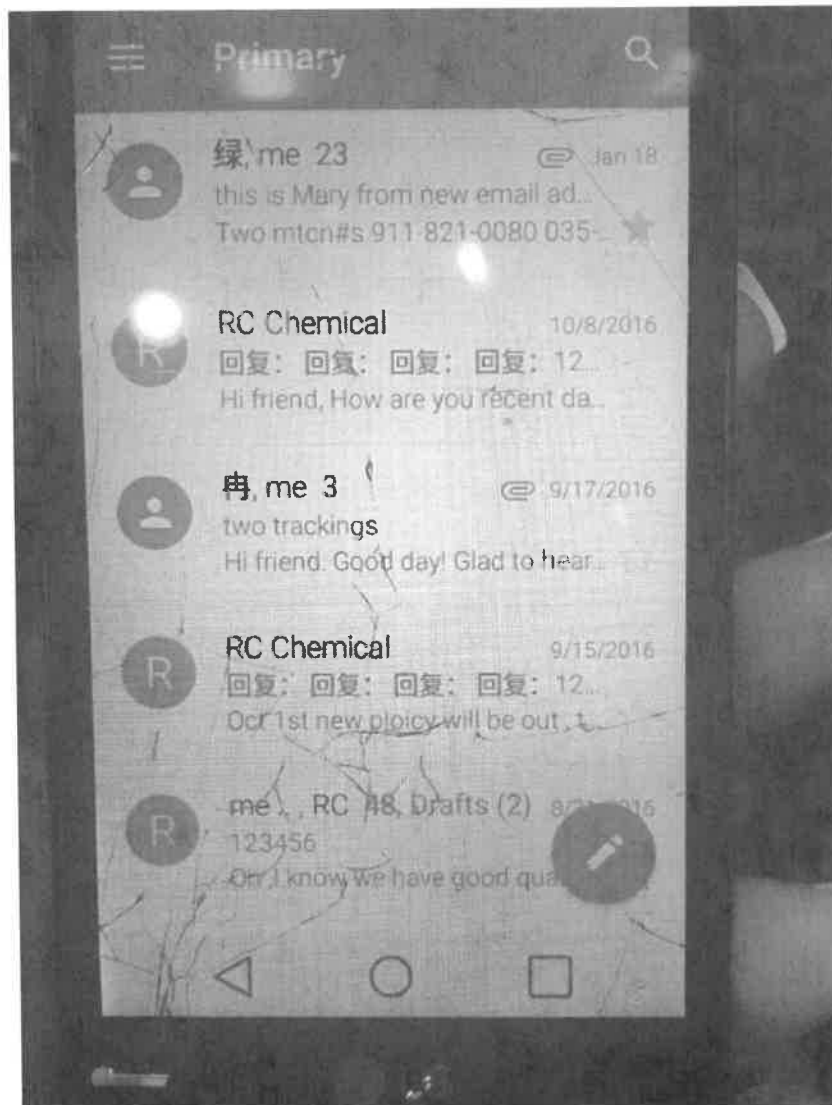 Primary
绿, me 23 Jan 18
this is Mary from new email ad...
Two mtcn#s 911-821-0080 035-...
RC Chemical 10/8/2016
R
回复: 回复: 回复: 回复: 12...
Hi friend, How are you recent da...
冉, me 3 9/17/2016
two trackings
Hi friend. Good day! Glad to hear...
RC Chemical 9/15/2016
R
回复: 回复: 回复: 回复: 12...
Ocr 1st new ploicy will be out, t...
me, , RC 48, Drafts (2)
R
123456
I know we have good qua